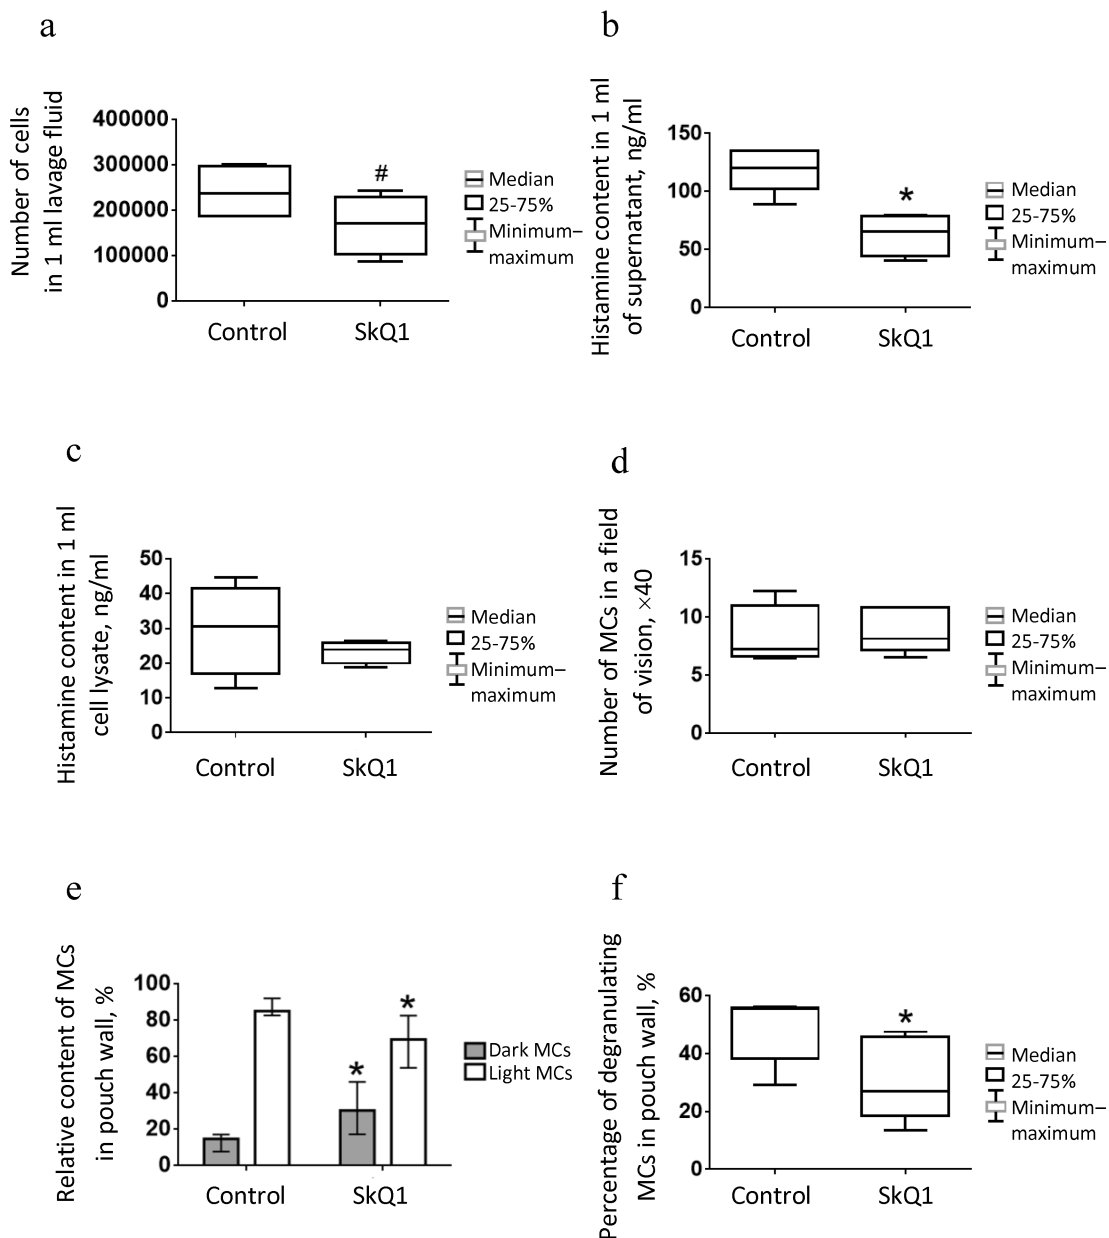 a
Number of cells
in 1 ml lavage fluid
400000
300000
200000
100000
0
#
Control
SkQ1
Median
25-75%
Minimum–
maximum
b
Histamine content in 1 ml
of supernatant, ng/ml
150
100
50
0
*
Control
SkQ1
Median
25-75%
Minimum–
maximum
c
Histamine content in 1 ml
cell lysate, ng/ml
50
40
30
20
10
0
Control
SkQ1
Median
25-75%
Minimum–
maximum
d
Number of MCs in a field
of vision, ×40
15
10
5
0
Control
SkQ1
Median
25-75%
Minimum–
maximum
e
Relative content of MCs
in pouch wall, %
100
80
60
40
20
0
*
*
Control
SkQ1
Dark MCs
Light MCs
f
Percentage of degranulating
MCs in pouch wall, %
60
40
20
0
*
Control
SkQ1
Median
25-75%
Minimum–
maximum